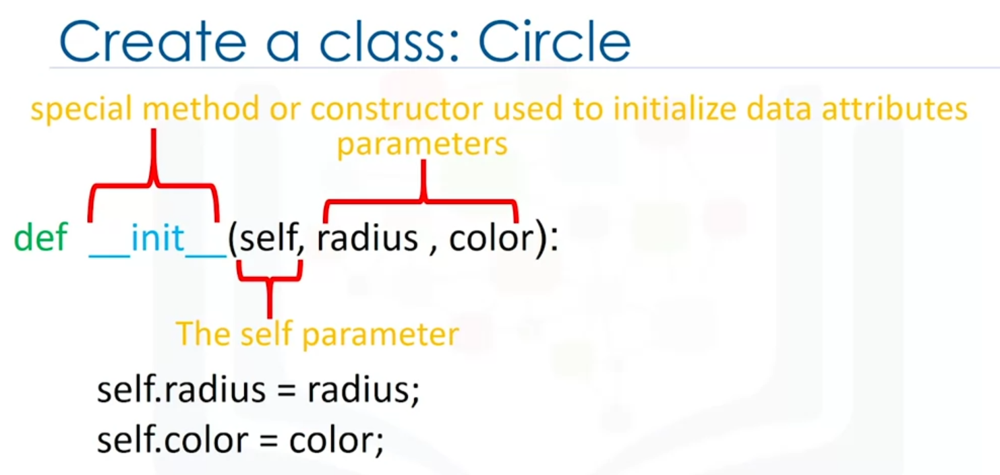 Create a class: Circle
special method or constructor used to initialize data attributes
parameters
def __init__(self, radius , color):
The self parameter
self.radius = radius;
self.color = color;